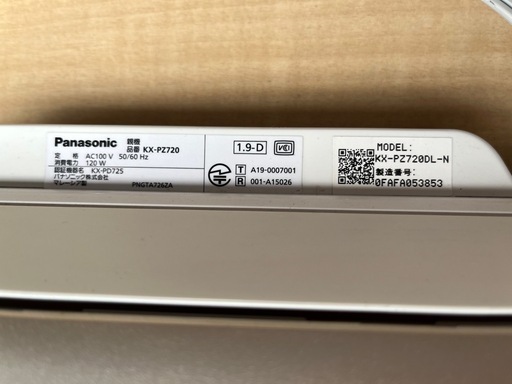 Panasonic 親機 品番 KX-PZ720
定 格 AC100 V 50/60 Hz
消費電力 120 W
認証機器名 KX-PD725
パナソニック株式会社
マレーシア製 PNGTA726ZA
1.9-D VCCI
T A19-0007001
R 001-A15026
MODEL:
KX-PZ720DL-N
製造番号:
0FAFA053853